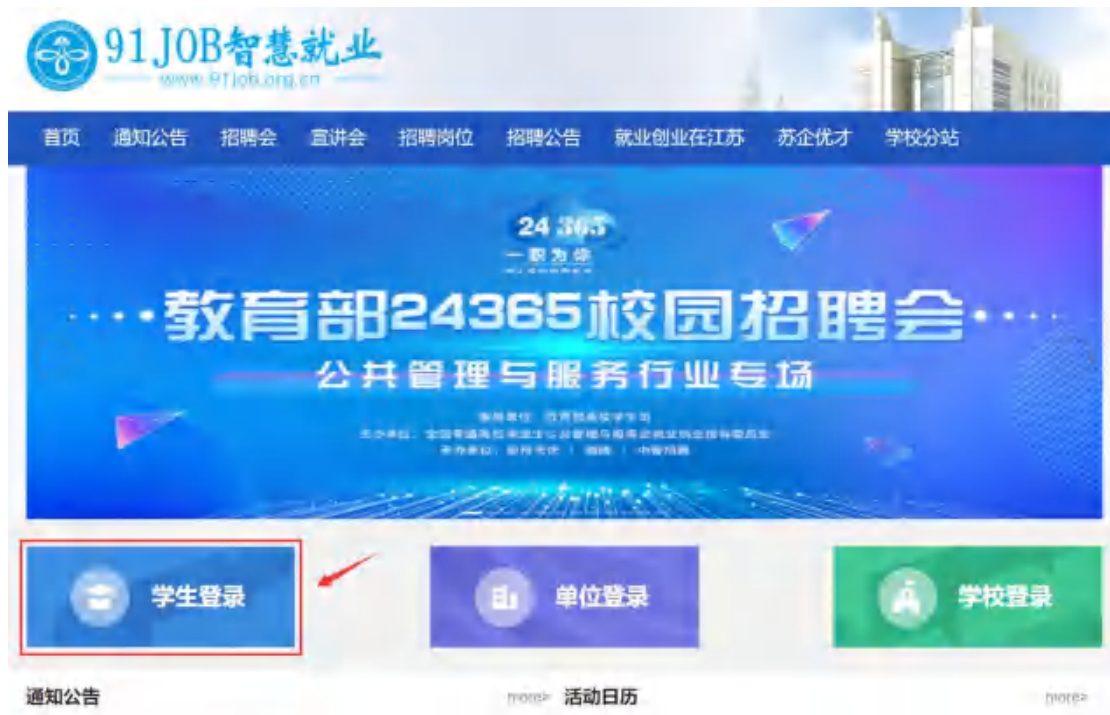 91JOB智慧就业
www.91job.org.cn
首页 通知公告 招聘会 宣讲会 招聘岗位 招聘公告 就业创业在江苏 苏企优才 学校分站
24 365
一职为你
教育部24365校园招聘会
公共管理与服务行业专场
学生登录 单位登录 学校登录
通知公告 more> 活动日历 more>